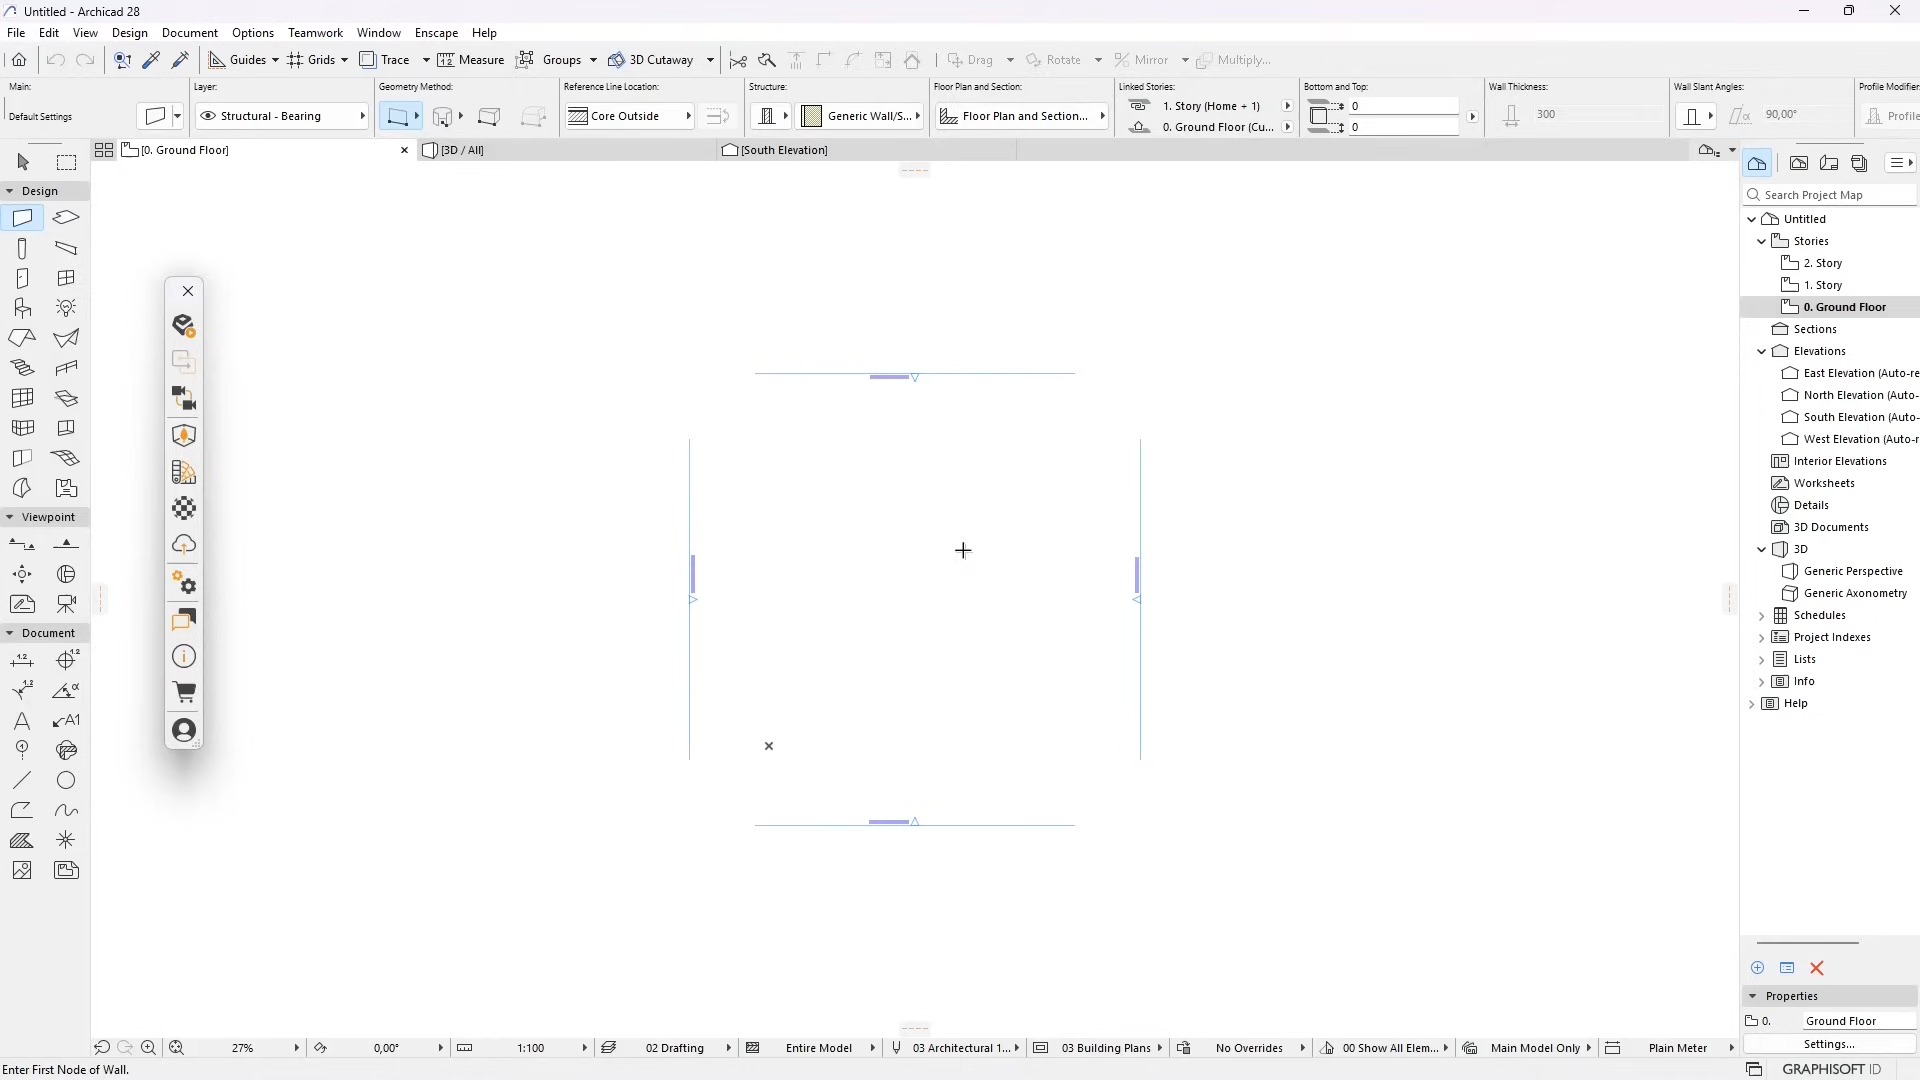 Untitled - Archicad 28
File Edit View Design Document Options Teamwork Window Enscape Help
Guides Grids Trace Measure Groups 3D Cutaway Drag Rotate Mirror Multiply...
Main: Layer: Geometry Method: Reference Line Location: Structure: Floor Plan and Section: Linked Stories: Bottom and Top: Wall Thickness: Wall Slant Angles: Profile Modifier
1. Story (Home + 1) 0
Default Settings Structural - Bearing Core Outside Generic Wall/S... Floor Plan and Section... 300 90,00° Profile
0. Ground Floor (Cu... 0
[0. Ground Floor] [3D / All] [South Elevation]
Design
Viewpoint
Document
1.2
1.2
1.2
α
A A1
1
Search Project Map
Untitled
Stories
2. Story
1. Story
0. Ground Floor
Sections
Elevations
East Elevation (Auto-re
North Elevation (Auto-
South Elevation (Auto
West Elevation (Auto-r
Interior Elevations
Worksheets
Details
3D Documents
3D
Generic Perspective
Generic Axonometry
Schedules
Project Indexes
Lists
Info
Help
Properties
0. Ground Floor
Settings...
27% 0,00° 1:100 02 Drafting Entire Model 03 Architectural 1... 03 Building Plans No Overrides 00 Show All Elem... Main Model Only Plain Meter
Enter First Node of Wall. GRAPHISOFT ID